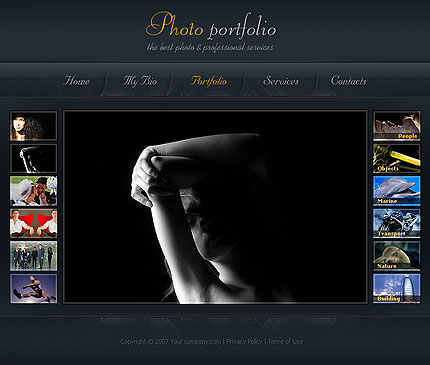 Photo portfolio
the best photo & professional services
Home My Bio Portfolio Services Contacts
People
Objects
Marine
Transport
Nature
Building
Copyright © 2007 Your company.com | Privacy Policy | Terms of Use